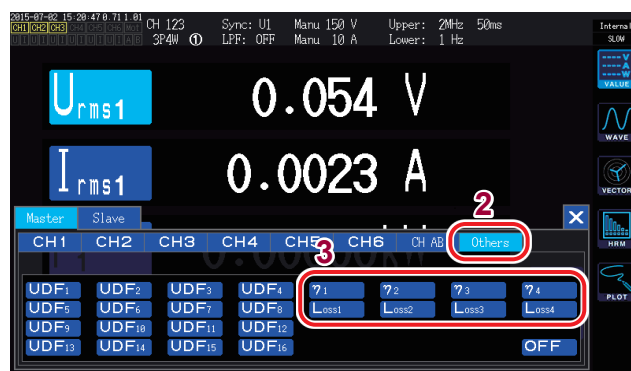 2015-07-02 15:20:47 0.71 1.01
CH1 CH2 CH3 CH4 CH5 CH6 Mot
CH 123 Sync: U1 Manu 150 V Upper: 2MHz 50ms
U I U I U I U I U I U I A B
3P4W ① LPF: OFF Manu 10 A Lower: 1 Hz
Internal
SLOW
Urms1 0.054 V
V
A
W
VALUE
WAVE
Irms1 0.0023 A
VECTOR
2
Master Slave ×
CH1 CH2 CH3 CH4 CH5 CH6 CH AB Others
3
HRM
UDF1 UDF2 UDF3 UDF4 η1 η2 η3 η4
UDF5 UDF6 UDF7 UDF8 Loss1 Loss2 Loss3 Loss4
UDF9 UDF10 UDF11 UDF12
UDF13 UDF14 UDF15 UDF16 OFF
PLOT